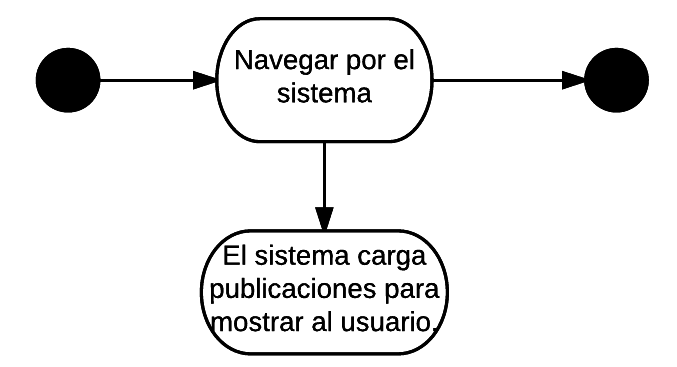 Navegar por el
sistema
El sistema carga
publicaciones para
mostrar al usuario.